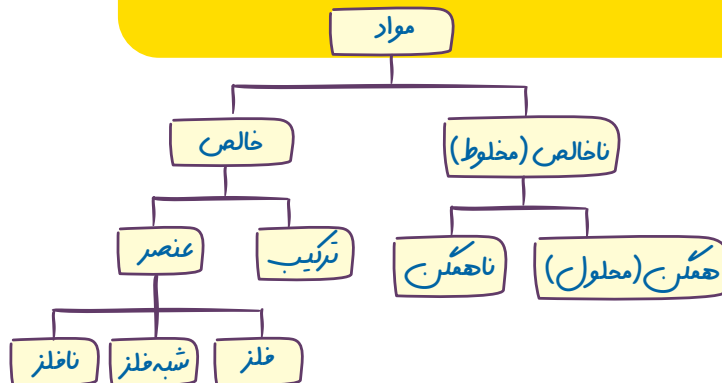 مواد
خالص
ناخالص (مخلوط)
عنصر
ترکیب
ناهمگن
همگن (محلول)
نافلز
شبه فلز
فلز